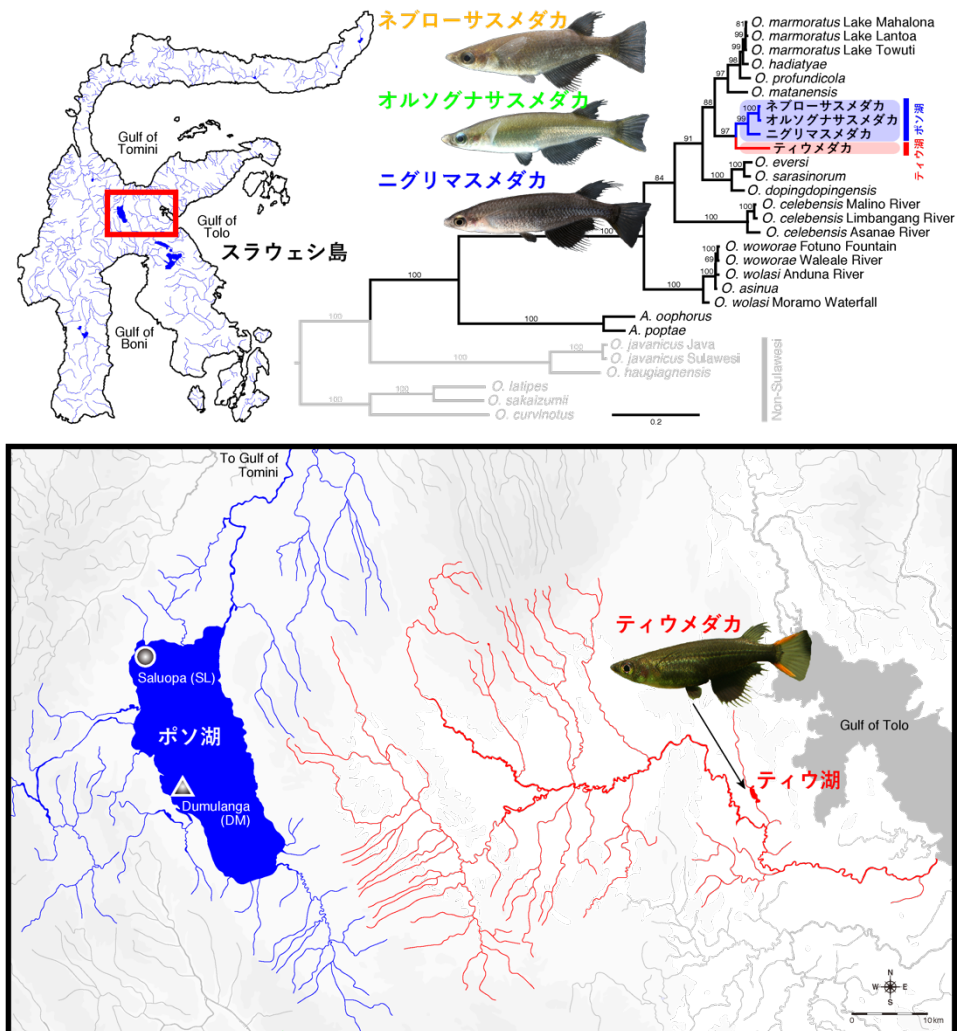 ネブローサスメダカ
オルソグナサスメダカ
ニグリマスメダカ
Gulf of
Tomini
Gulf of
Tolo
スラウェシ島
Gulf of
Boni
O. marmoratus Lake Mahalona
O. marmoratus Lake Lantoa
O. marmoratus Lake Towuti
O. hadiatyae
O. profundicola
O. matanensis
ネブローサスメダカ
オルソグナサスメダカ
ニグリマスメダカ
ポソ湖
ティウメダカ
ティウ湖
O. eversi
O. sarasinorum
O. dopingdopingensis
O. celebensis Malino River
O. celebensis Limbangang River
O. celebensis Asanae River
O. woworae Fotuno Fountain
O. woworae Waleale River
O. wolasi Anduna River
O. asinua
O. wolasi Moramo Waterfall
A. oophorus
A. poptae
O. javanicus Java
O. javanicus Sulawesi
O. haugiagnensis
O. latipes
O. sakaizumii
O. curvinotus
Non-Sulawesi
81
99
99
96
98
88
100
99
97
91
100
100
84
100
100
100
69
100
100
100
100
100
100
100
100
100
100
0.2
To Gulf of
Tomini
Saluopa (SL)
ポソ湖
Dumulanga
(DM)
ティウメダカ
ティウ湖
Gulf of Tolo
N
W E
S
0 10km